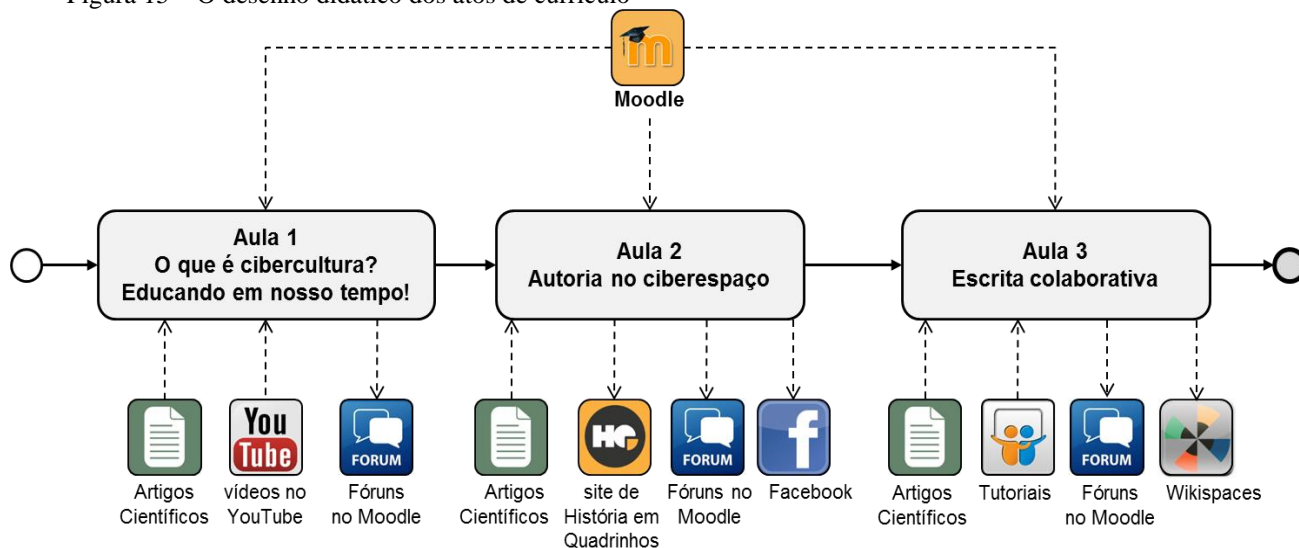 Figura 15 – O desenho didático dos atos de currículo
m
Moodle
Aula 1
O que é cibercultura?
Educando em nosso tempo!
Aula 2
Autoria no ciberespaço
Aula 3
Escrita colaborativa
You
Tube
FORUM
HQ
FORUM
f
FORUM
Artigos
Científicos
vídeos no
YouTube
Fóruns
no Moodle
Artigos
Científicos
site de
História em
Quadrinhos
Fóruns no
Moodle
Facebook
Artigos
Científicos
Tutoriais
Fóruns
no Moodle
Wikispaces